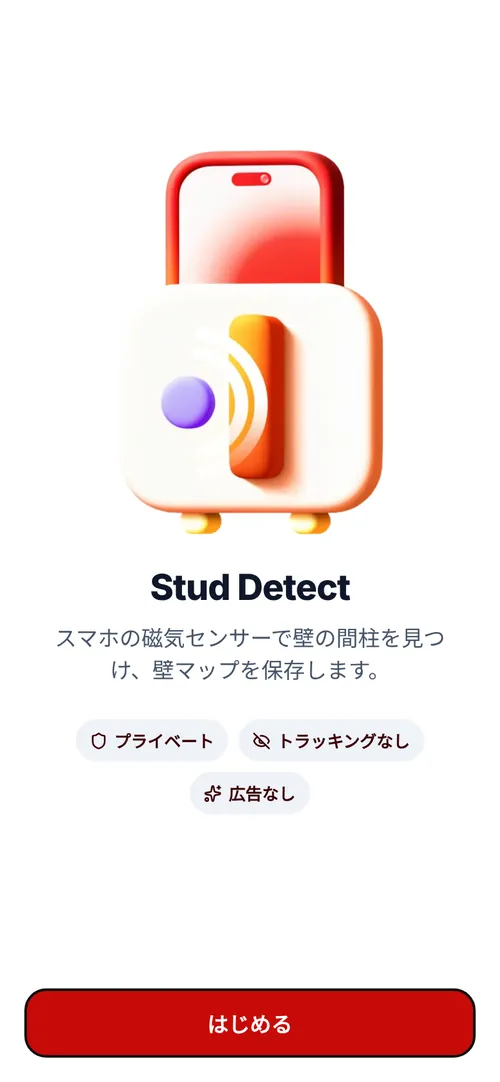 Stud Detect
スマホの磁気センサーで壁の間柱を見つ
け、壁マップを保存します。
プライベート
トラッキングなし
広告なし
はじめる